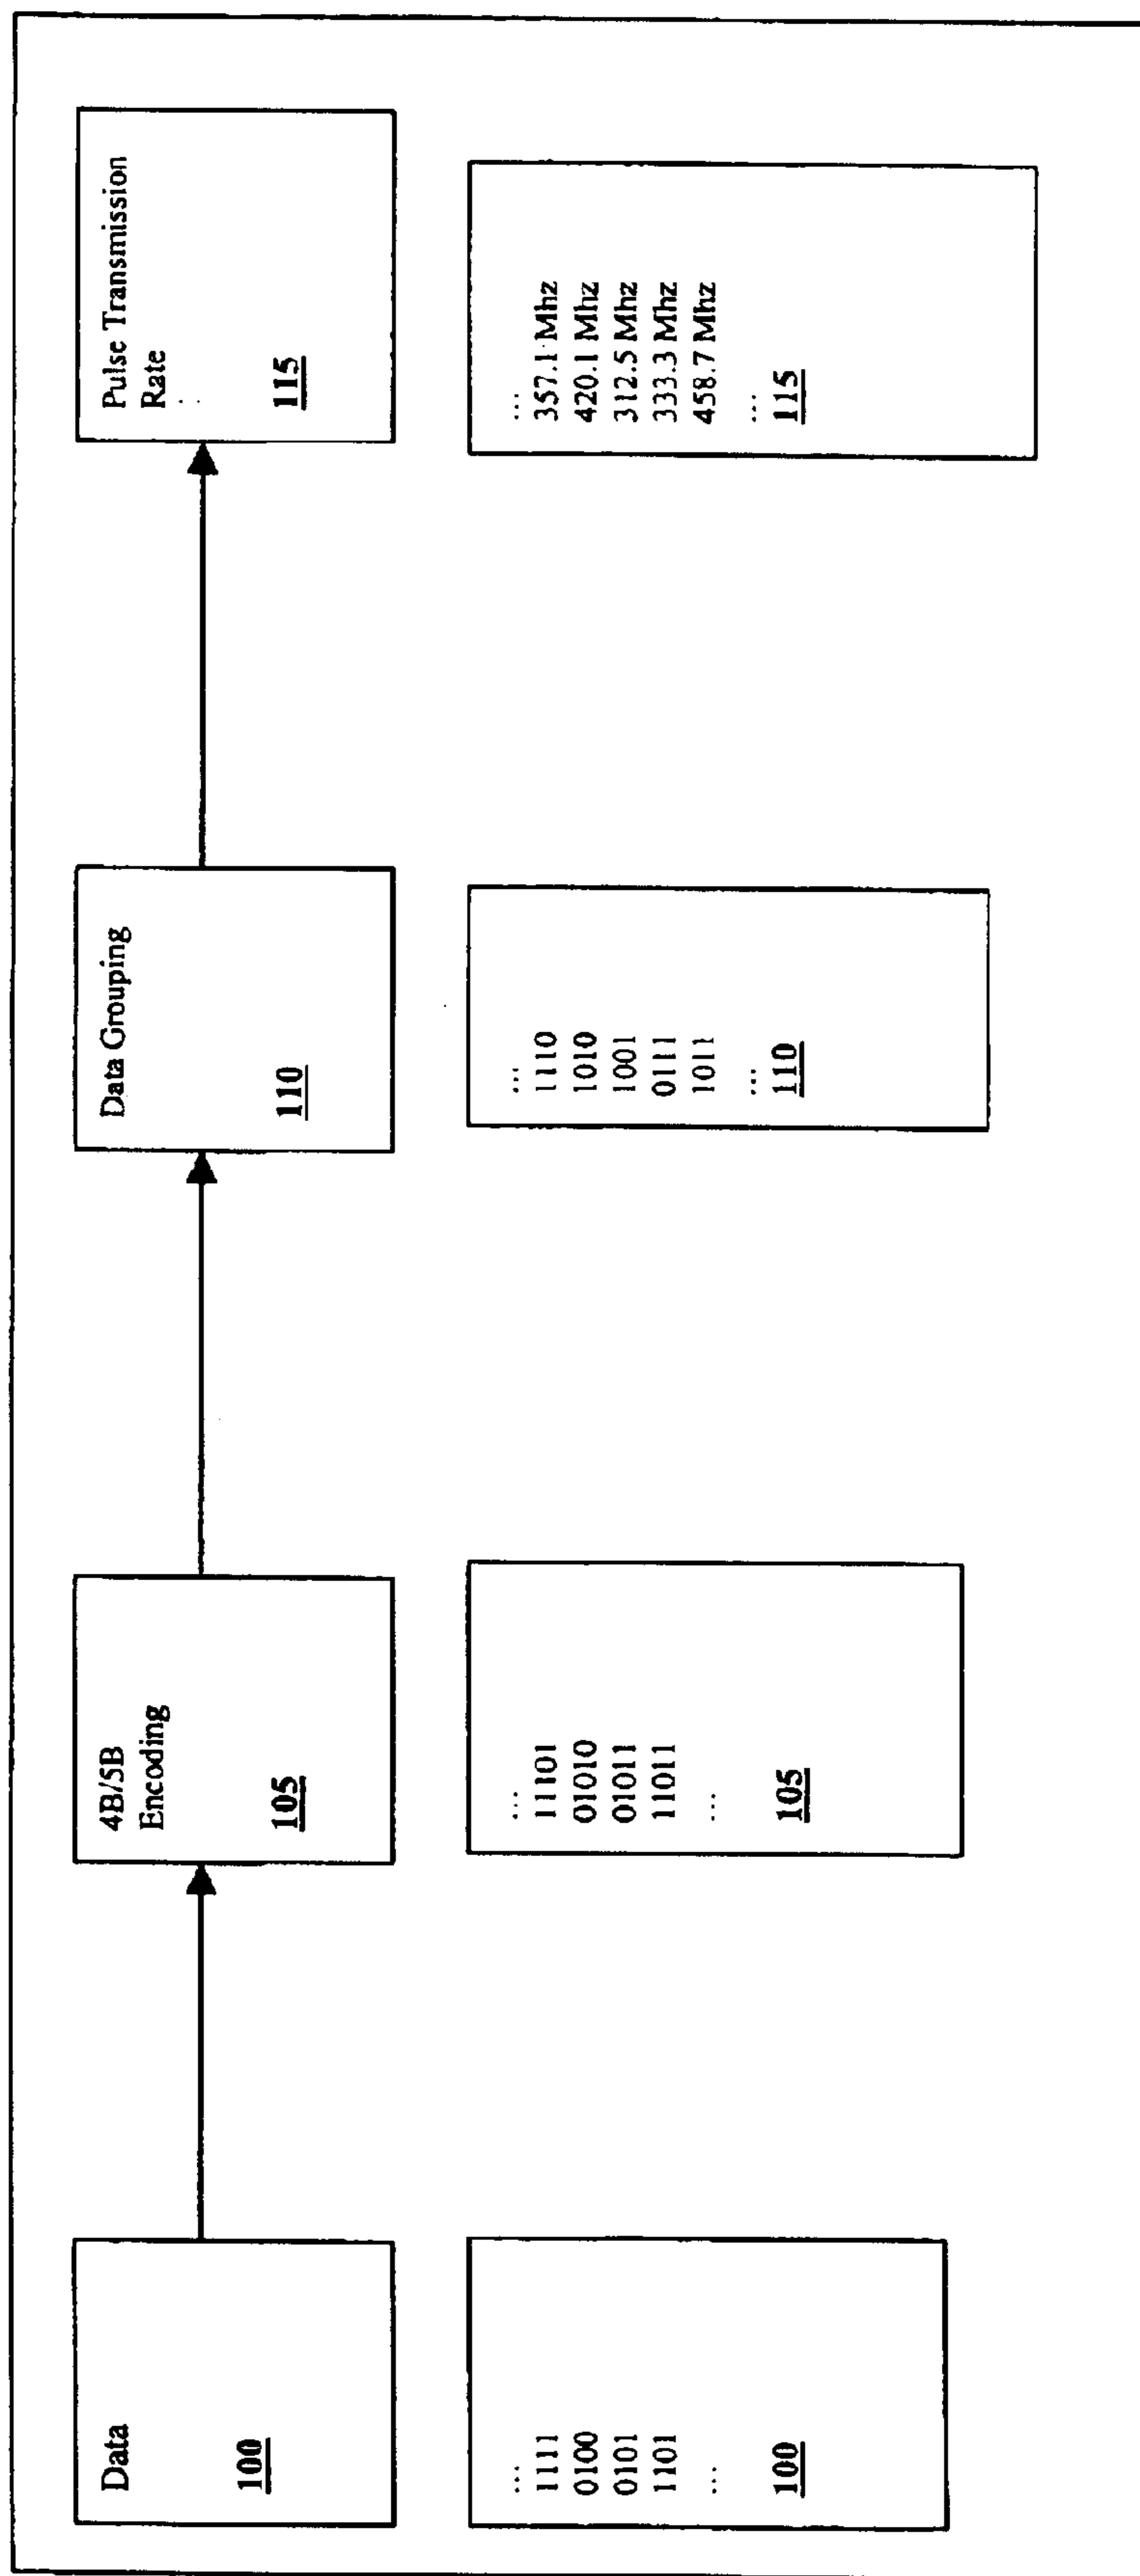 Data
100
4B/5B
Encoding
105
Data Grouping
110
Pulse Transmission
Rate
115
...
1111
0100
0101
1101
...
100
...
11101
01010
01011
11011
...
105
...
1110
1010
1001
0111
1011
...
110
...
357.1 Mhz
420.1 Mhz
312.5 Mhz
333.3 Mhz
458.7 Mhz
...
115